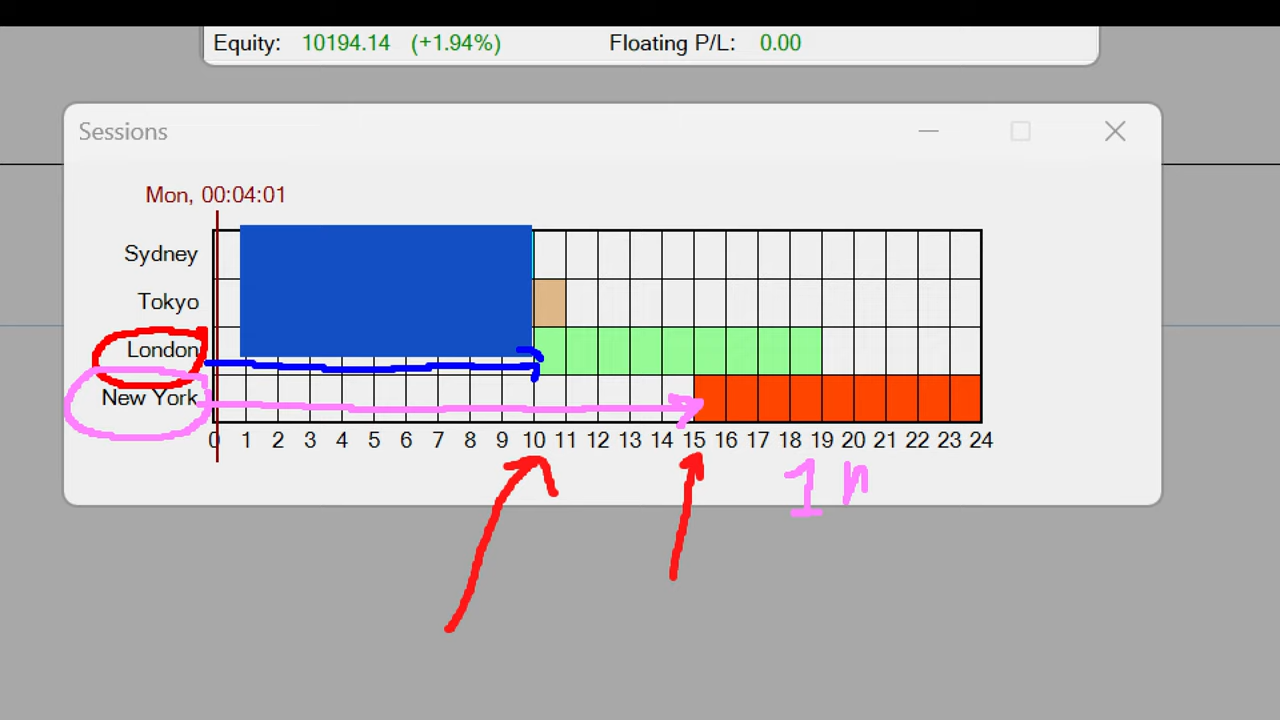 Equity: 10194.14 (+1.94%) Floating P/L: 0.00
Sessions
Mon, 00:04:01
Sydney
Tokyo
London
New York
0 1 2 3 4 5 6 7 8 9 10 11 12 13 14 15 16 17 18 19 20 21 22 23 24
1 n